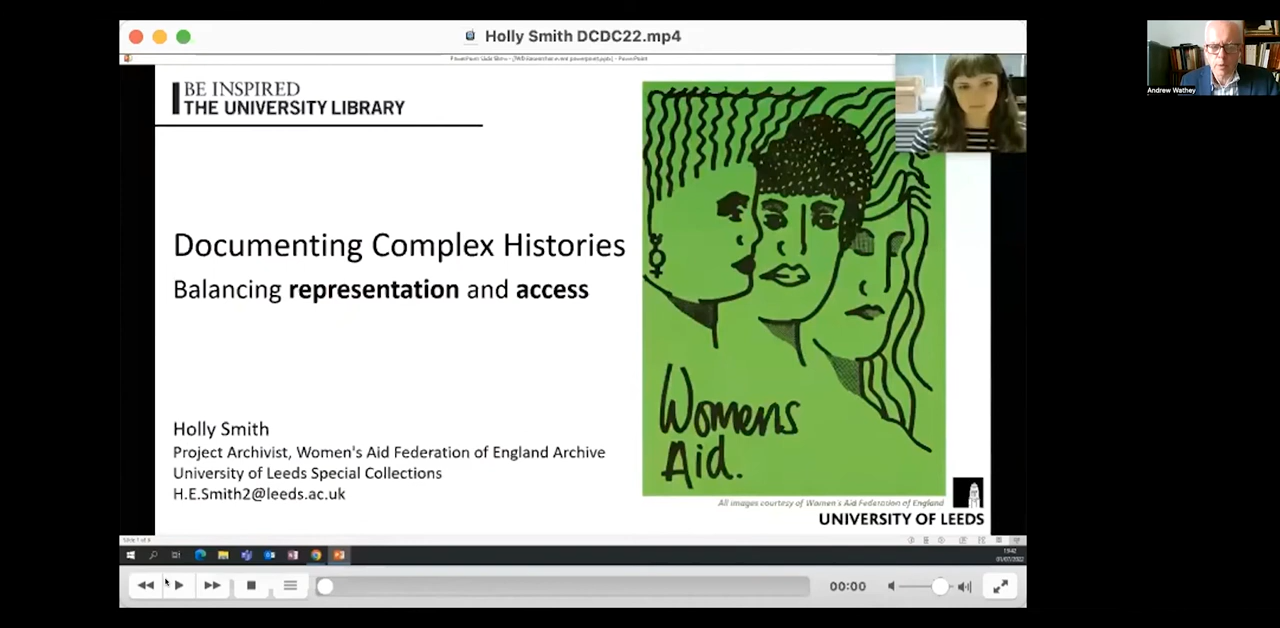 Holly Smith DCDC22.mp4
BE INSPIRED
THE UNIVERSITY LIBRARY
Documenting Complex Histories
Balancing representation and access
Holly Smith
Project Archivist, Women's Aid Federation of England Archive
University of Leeds Special Collections
H.E.Smith2@leeds.ac.uk
Womens
Aid.
All images courtesy of Women's Aid Federation of England
UNIVERSITY OF LEEDS
00:00
Andrew Wathey